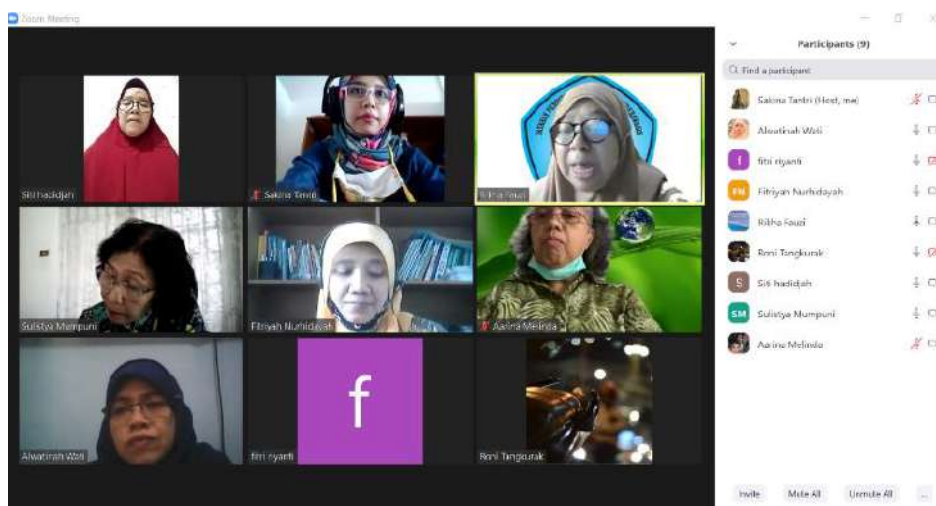 Zoom Meeting
Participants (9)
Find a participant
Sakina Tantri (Host, me)
Alwatinah Wati
f
fitri riyanti
FN
Fitriyah Nurhidayah
Rikha Fauzi
Roni Tangkurak
S
Siti hadidjah
SM
Sulistya Mumpuni
Aarina Melinda
Invite
Mute All
Unmute All
...
Siti hadidjah
Sakina Tantri
Rikha Fauzi
Sulistya Mumpuni
Fitriyah Nurhidayah
Aarina Melinda
Alwatinah Wati
f
fitri riyanti
Roni Tangkurak